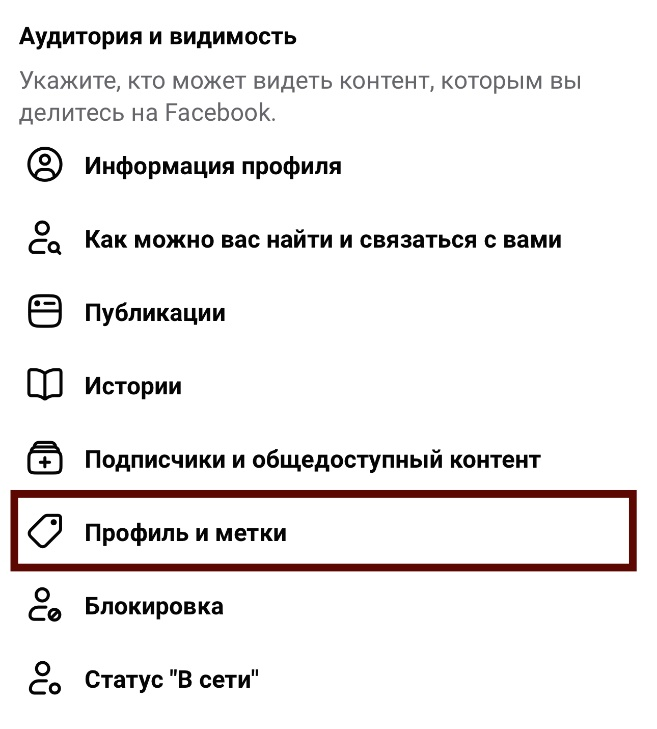 Аудитория и видимость
Укажите, кто может видеть контент, которым вы
делитесь на Facebook.
Информация профиля
Как можно вас найти и связаться с вами
Публикации
Истории
Подписчики и общедоступный контент
Профиль и метки
Блокировка
Статус "В сети"